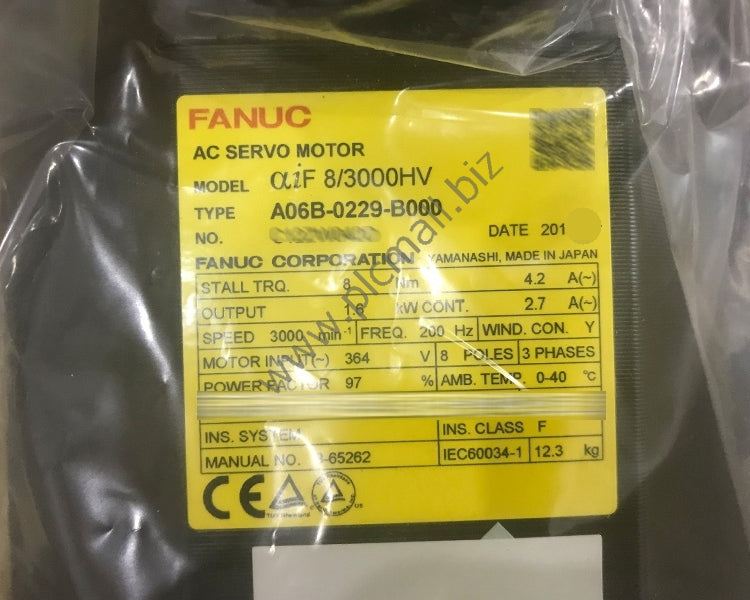 FANUC
AC SERVO MOTOR
MODEL αiF 8/3000HV
TYPE A06B-0229-B000
NO.
DATE 201
FANUC CORPORATION YAMANASHI, MADE IN JAPAN
STALL TRQ. 8 Nm 4.2 A(~)
OUTPUT 1.6 kW CONT. 2.7 A(~)
SPEED 3000 min⁻¹ FREQ. 200 Hz WIND. CON. Y
MOTOR INPUT(~) 364 V 8 POLES 3 PHASES
POWER FACTOR 97 % AMB. TEMP. 0-40 ℃
INS. SYSTEM INS. CLASS F
MANUAL NO. B-65262 IEC60034-1 12.3 kg
CE
www.plcmall.biz